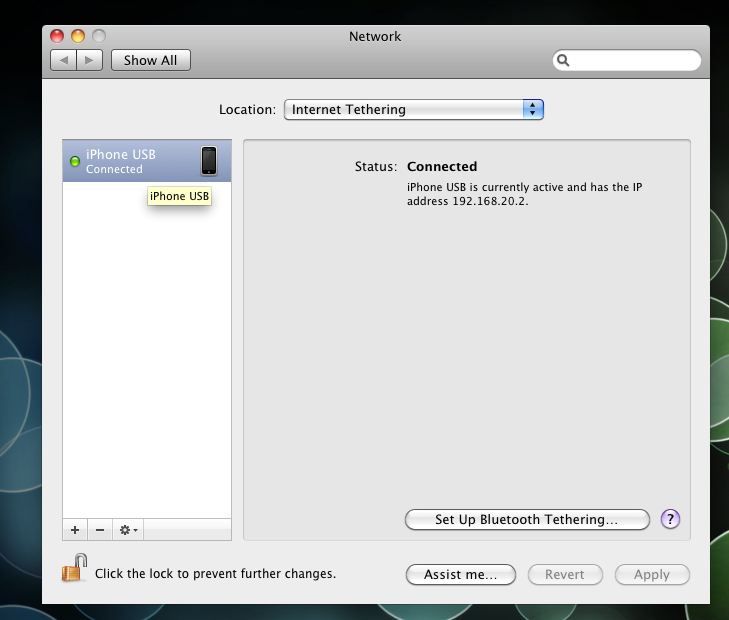 Network
Show All
Location: Internet Tethering
iPhone USB
Connected
iPhone USB
Status: Connected
iPhone USB is currently active and has the IP
address 192.168.20.2.
Set Up Bluetooth Tethering... ?
Click the lock to prevent further changes.
Assist me... Revert Apply